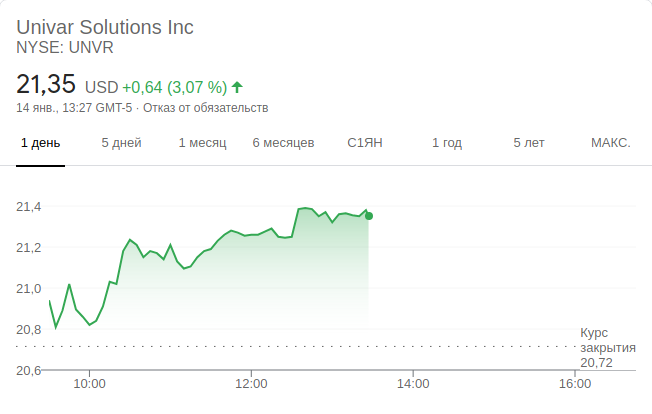 Univar Solutions Inc
NYSE: UNVR
21,35 USD +0,64 (3,07 %)
14 янв., 13:27 GMT-5 · Отказ от обязательств
1 день 5 дней 1 месяц 6 месяцев С1ЯН 1 год 5 лет МАКС.
21,4
21,2
21,0
20,8
Курс
закрытия
20,72
20,6
10:00 12:00 14:00 16:00